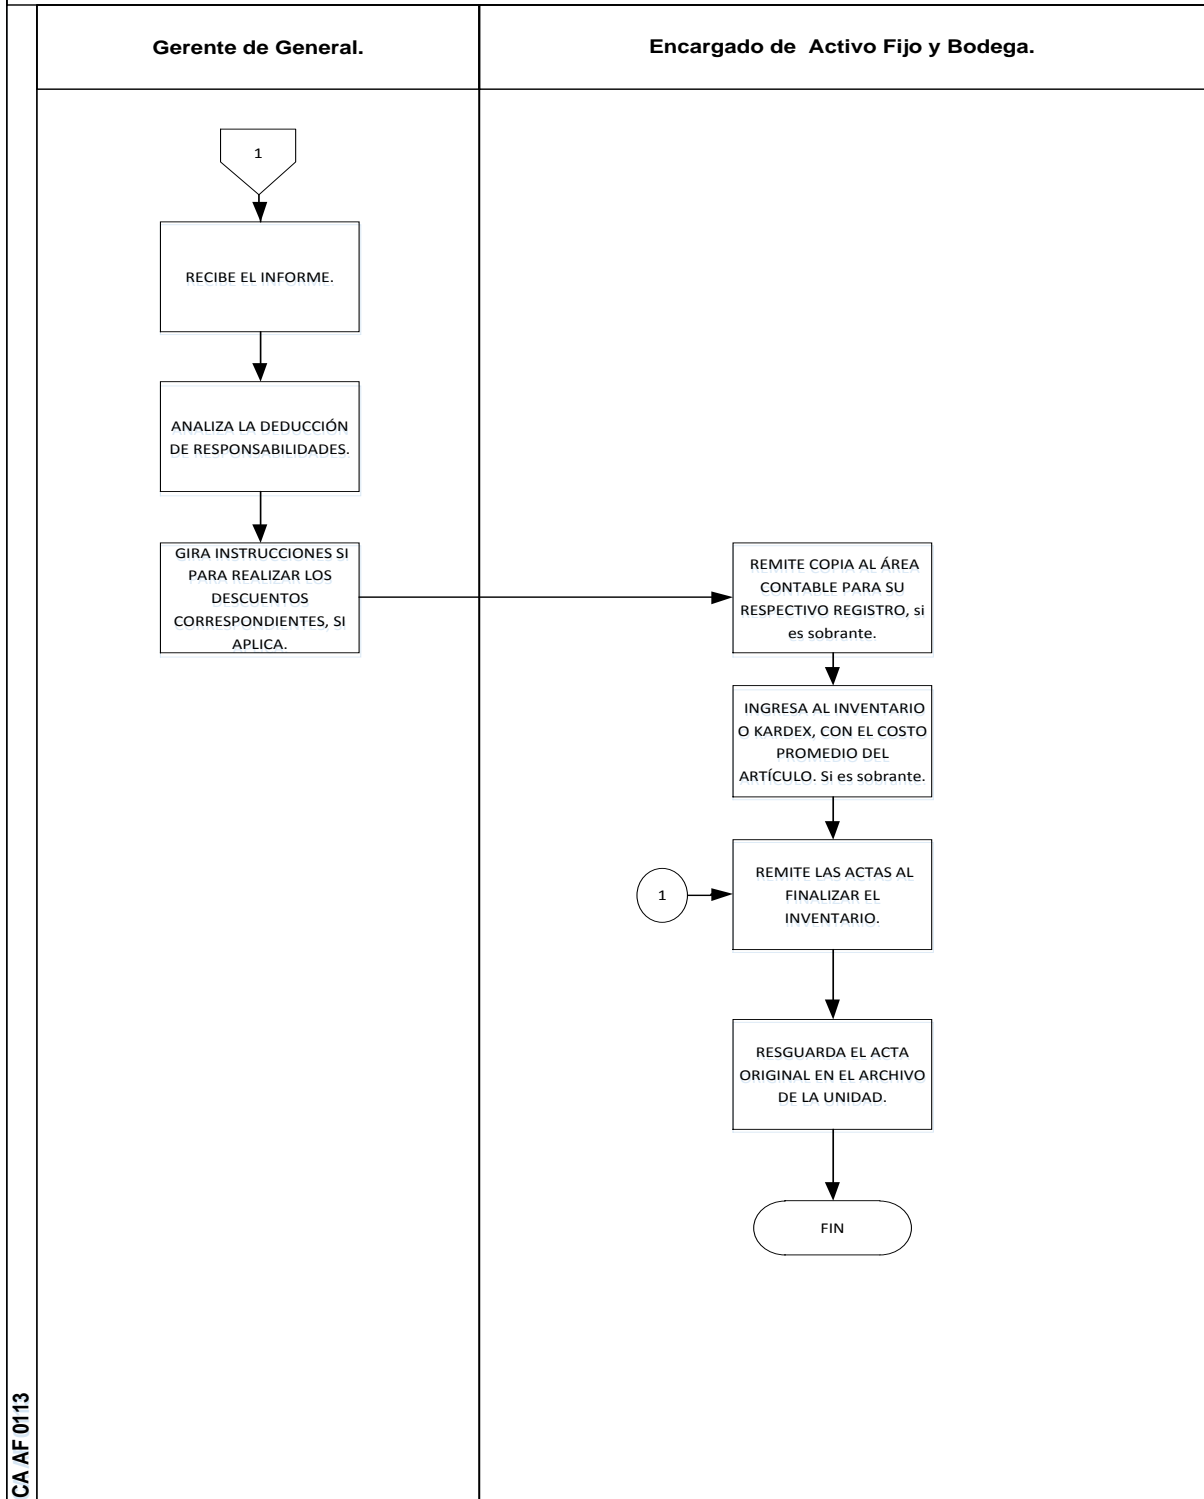 Gerente de General.
Encargado de Activo Fijo y Bodega.
1
RECIBE EL INFORME.
ANALIZA LA DEDUCCIÓN
DE RESPONSABILIDADES.
GIRA INSTRUCCIONES SI
PARA REALIZAR LOS
DESCUENTOS
CORRESPONDIENTES, SI
APLICA.
REMITE COPIA AL ÁREA
CONTABLE PARA SU
RESPECTIVO REGISTRO, si
es sobrante.
INGRESA AL INVENTARIO
O KARDEX, CON EL COSTO
PROMEDIO DEL
ARTÍCULO. Si es sobrante.
1
REMITE LAS ACTAS AL
FINALIZAR EL
INVENTARIO.
RESGUARDA EL ACTA
ORIGINAL EN EL ARCHIVO
DE LA UNIDAD.
FIN
CA AF 0113